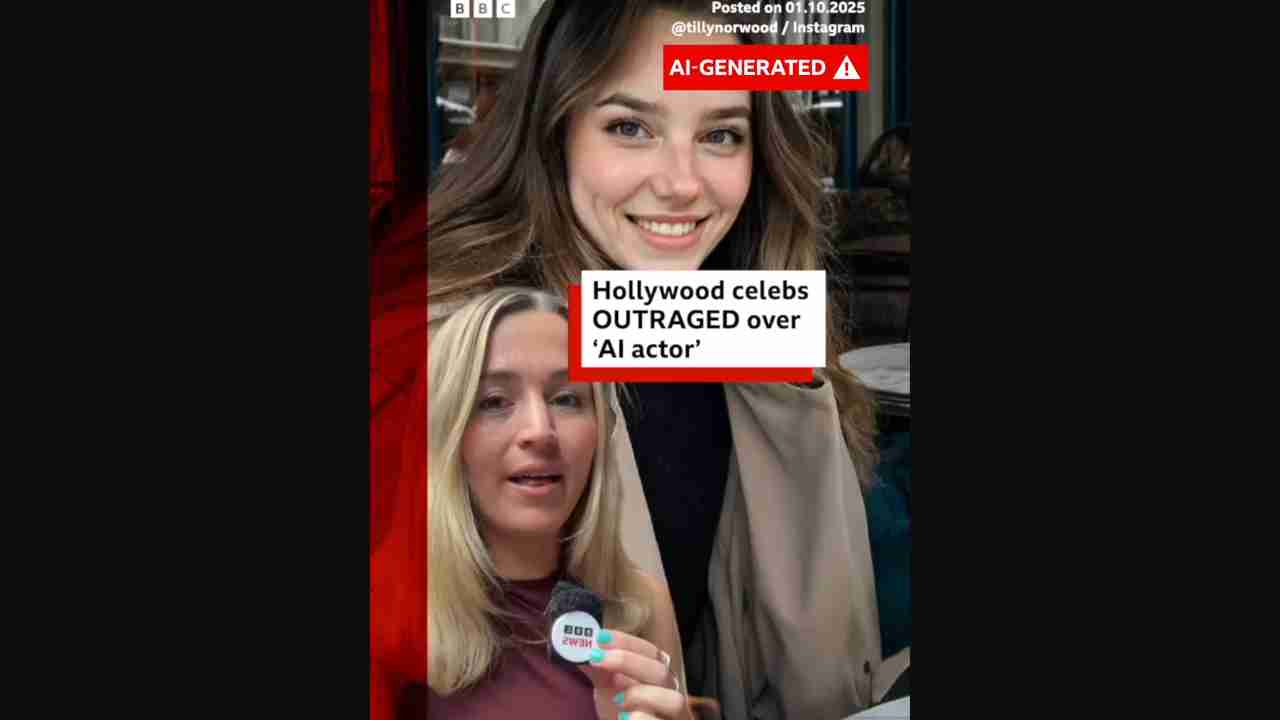 BBC
Posted on 01.10.2025
@tillynorwood / Instagram
AI-GENERATED
Hollywood celebs
OUTRAGED over
‘AI actor’
BBC
NEWS